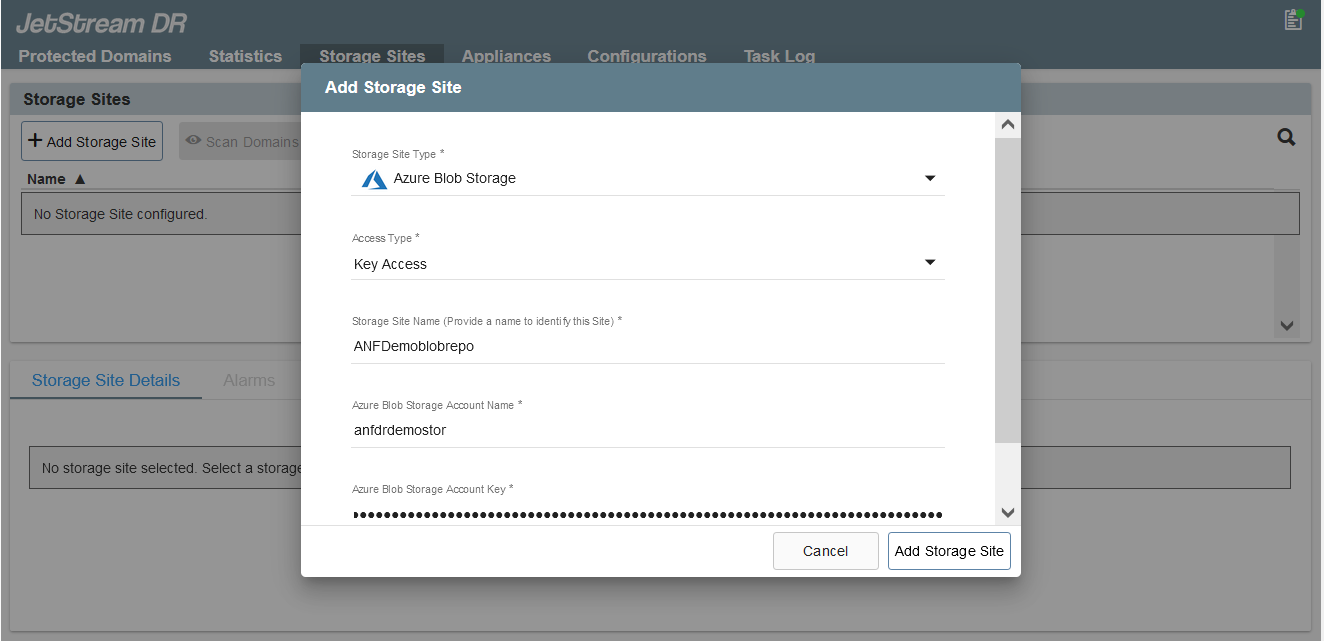 JetStream DR
Protected Domains Statistics Storage Sites Appliances Configurations Task Log
Storage Sites
+ Add Storage Site Scan Domains
Name ▲
No Storage Site configured.
Storage Site Details Alarms
No storage site selected. Select a storage
Add Storage Site
Storage Site Type *
Azure Blob Storage
Access Type *
Key Access
Storage Site Name (Provide a name to identify this Site) *
ANFDemoblobrepo
Azure Blob Storage Account Name *
anfdrdemostor
Azure Blob Storage Account Key *
Cancel Add Storage Site